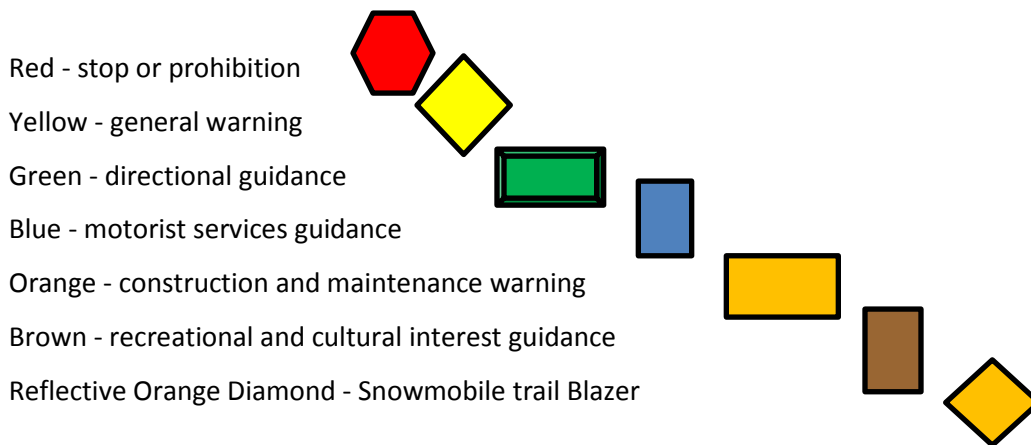 Red - stop or prohibition
Yellow - general warning
Green - directional guidance
Blue - motorist services guidance
Orange - construction and maintenance warning
Brown - recreational and cultural interest guidance
Reflective Orange Diamond - Snowmobile trail Blazer